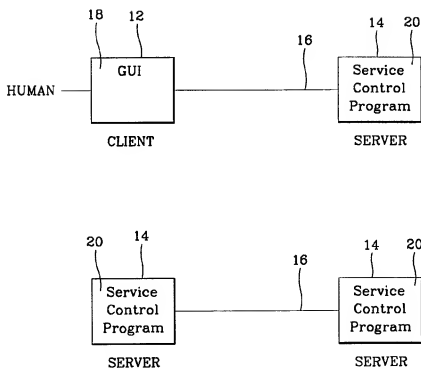 18 12 14 20
HUMAN GUI 16 Service
Control
Program
CLIENT SERVER
20 14 16 14 20
Service Service
Control Control
Program Program
SERVER SERVER